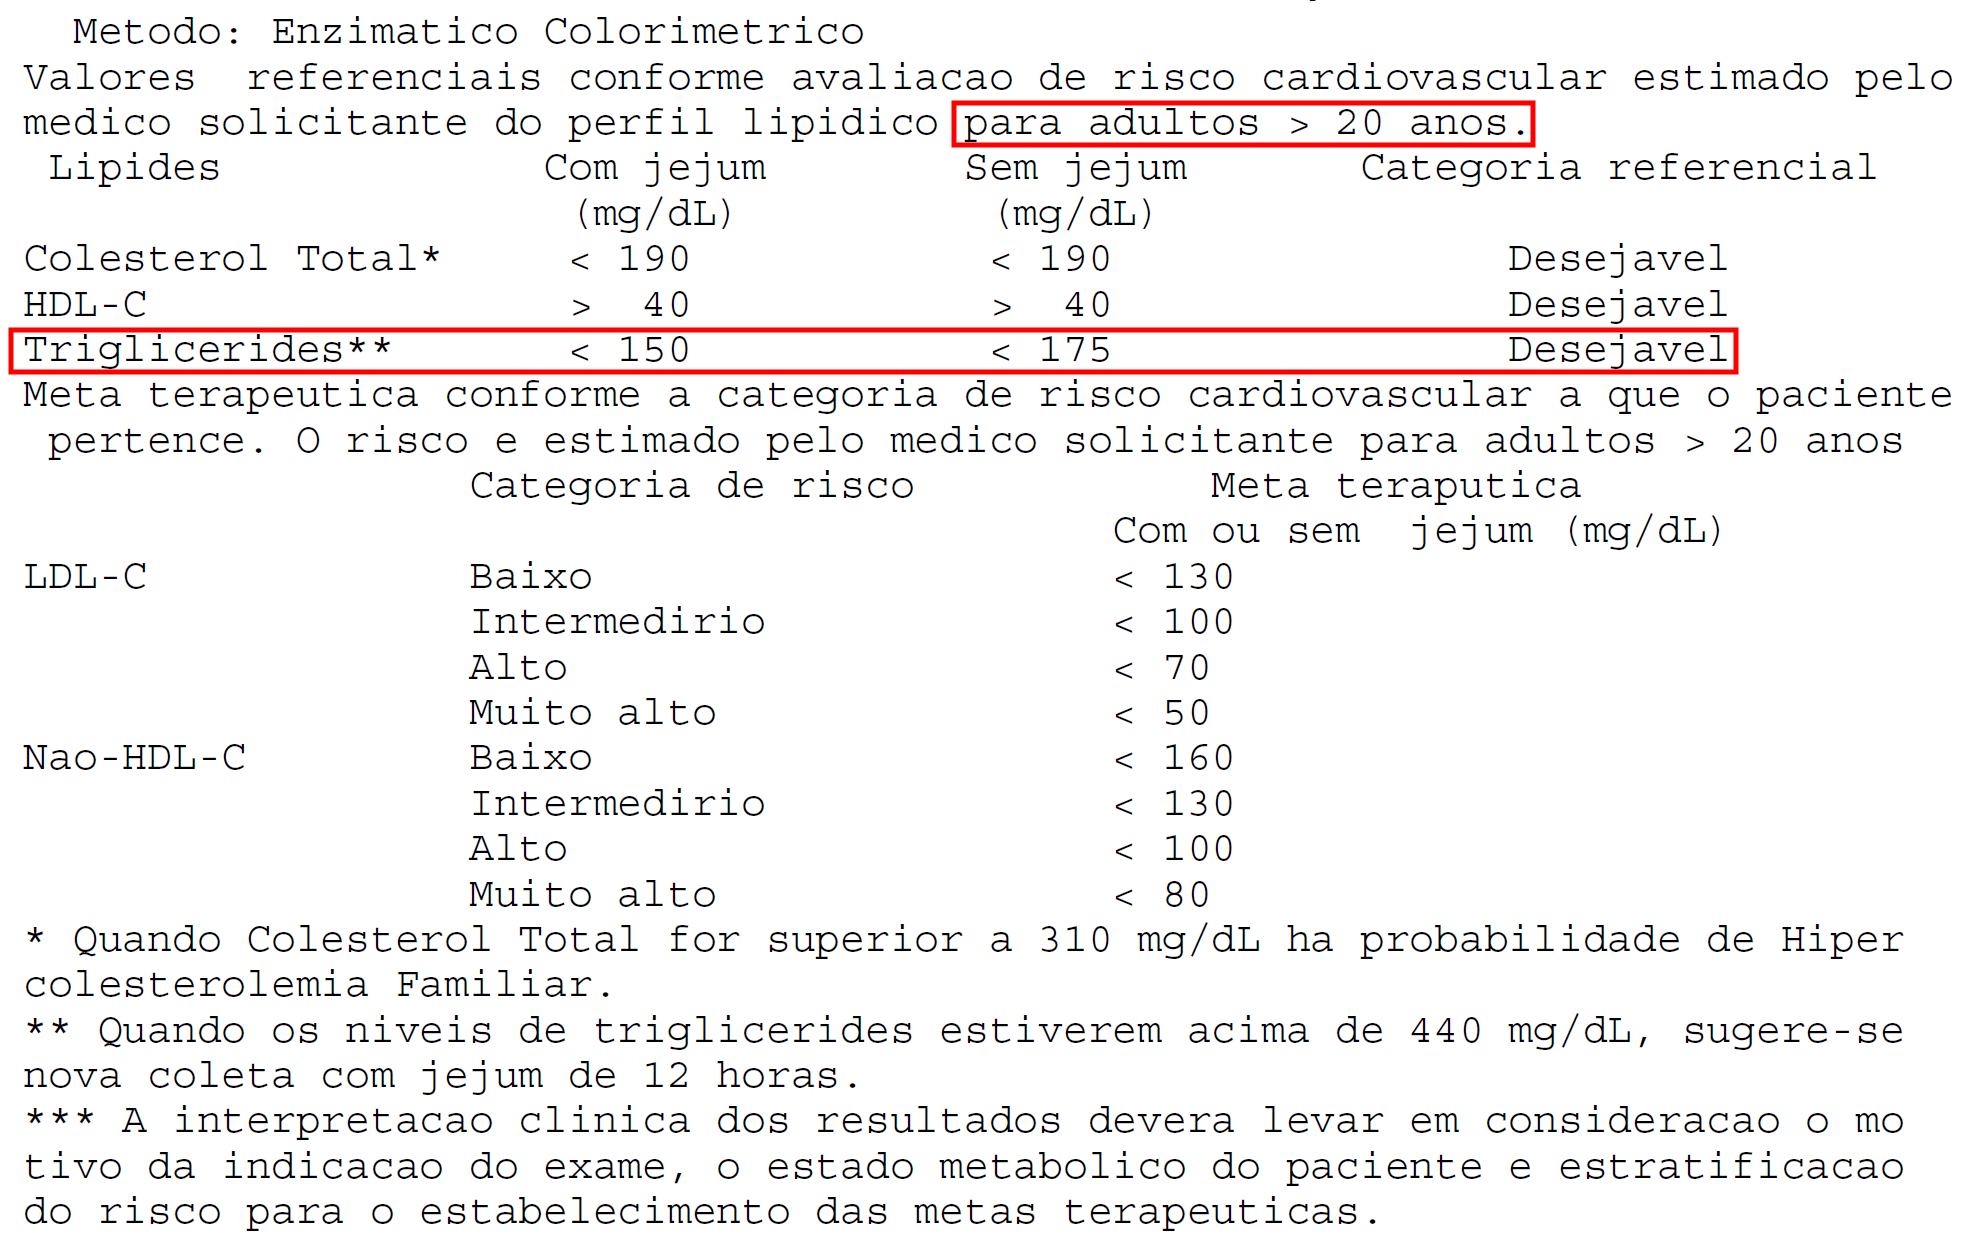 Metodo: Enzimatico Colorimetrico
Valores referenciais conforme avaliacao de risco cardiovascular estimado pelo
medico solicitante do perfil lipidico para adultos > 20 anos.
Lipides Com jejum Sem jejum Categoria referencial
(mg/dL) (mg/dL)
Colesterol Total* < 190 < 190 Desejavel
HDL-C > 40 > 40 Desejavel
Triglicerides** < 150 < 175 Desejavel
Meta terapeutica conforme a categoria de risco cardiovascular a que o paciente
pertence. O risco e estimado pelo medico solicitante para adultos > 20 anos
Categoria de risco Meta teraputica
Com ou sem jejum (mg/dL)
LDL-C Baixo < 130
Intermedirio < 100
Alto < 70
Muito alto < 50
Nao-HDL-C Baixo < 160
Intermedirio < 130
Alto < 100
Muito alto < 80
* Quando Colesterol Total for superior a 310 mg/dL ha probabilidade de Hiper
colesterolemia Familiar.
** Quando os niveis de triglicerides estiverem acima de 440 mg/dL, sugere-se
nova coleta com jejum de 12 horas.
*** A interpretacao clinica dos resultados devera levar em consideracao o mo
tivo da indicacao do exame, o estado metabolico do paciente e estratificacao
do risco para o estabelecimento das metas terapeuticas.